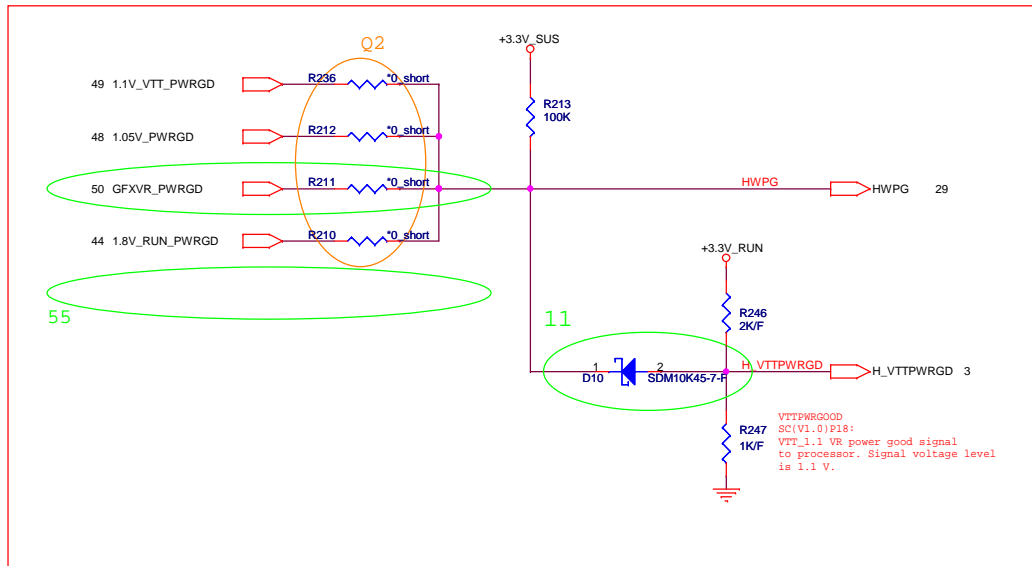 Q2
+3.3V_SUS
49 1.1V_VTT_PWRGD
R236
*0_short
R213
100K
48 1.05V_PWRGD
R212
*0_short
50 GFXVR_PWRGD
R211
*0_short
HWPG
HWPG 29
44 1.8V_RUN_PWRGD
R210
*0_short
+3.3V_RUN
55
11
R246
2K/F
1
2
D10
SDM10K45-7-F
H_VTTPWRGD
H_VTTPWRGD 3
R247
1K/F
VTTPWRGOOD
SC(V1.0)P18:
VTT_1.1 VR power good signal
to processor. Signal voltage level
is 1.1 V.